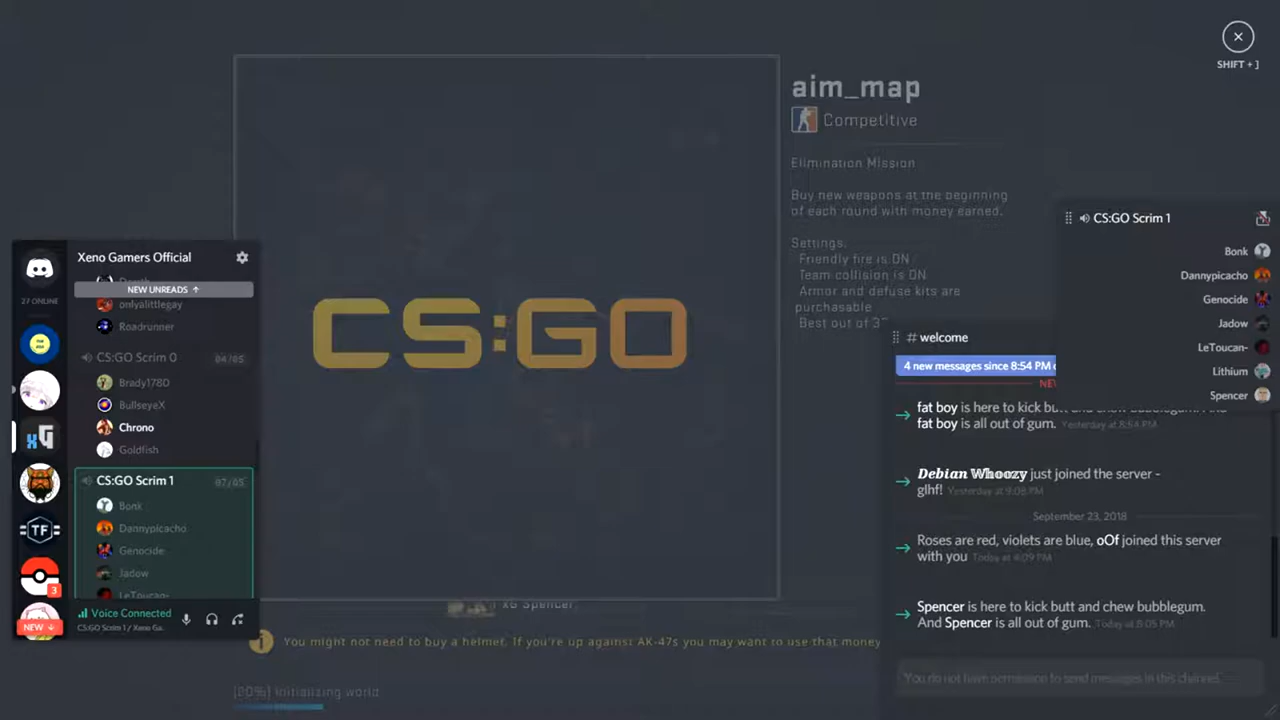 SHIFT + ]
aim_map
Competitive
Elimination Mission
Buy new weapons at the beginning
of each round with money earned.
Settings:
Friendly fire is ON
Team collision is ON
Armor and defuse kits are
purchasable
Best out of
CS:GO
xG Spencer
You might not need to buy a helmet. If you're up against AK-47s you may want to use that money
Initializing world
Xeno Gamers Official
NEW UNREADS ↑
27 ONLINE
onlyalittlegay
Roadrunner
CS:GO Scrim 0 04/05
Brady178D
BullseyeX
Chrono
Goldfish
xG
CS:GO Scrim 1 07/05
Bonk
Dannypicacho
TF
Genocide
Jadow
LeToucan-
3
Voice Connected
CS:GO Scrim 1 / Xeno Ga...
NEW ↓
CS:GO Scrim 1
Bonk
Dannypicacho
Genocide
Jadow
LeToucan-
Lithium
Spencer
# welcome
4 new messages since 8:54 PM
fat boy is here to kick butt and chew bubblegum. And
fat boy is all out of gum. Yesterday at 8:54 PM
Debian Whoozy just joined the server -
glhf! Yesterday at 9:08 PM
September 23, 2018
Roses are red, violets are blue, oOf joined this server
with you Today at 4:09 PM
Spencer is here to kick butt and chew bubblegum.
And Spencer is all out of gum. Today at 8:05 PM
You do not have permission to send messages in this channel.